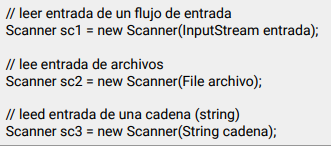 // leer entrada de un flujo de entrada
Scanner sc1 = new Scanner(InputStream entrada);
// lee entrada de archivos
Scanner sc2 = new Scanner(File archivo);
// leed entrada de una cadena (string)
Scanner sc3 = new Scanner(String cadena);